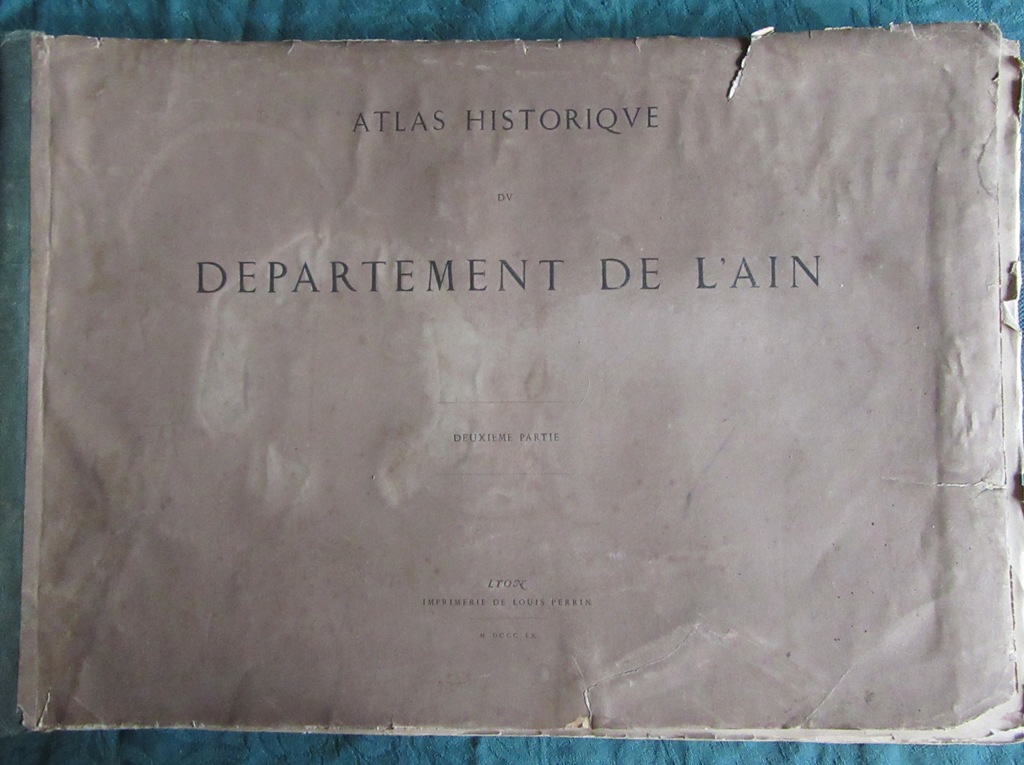 ATLAS HISTORIQVE
DV
DEPARTEMENT DE L'AIN
DEUXIEME PARTIE
LYON
IMPRIMERIE DE LOUIS PERRIN
M DCCC LX